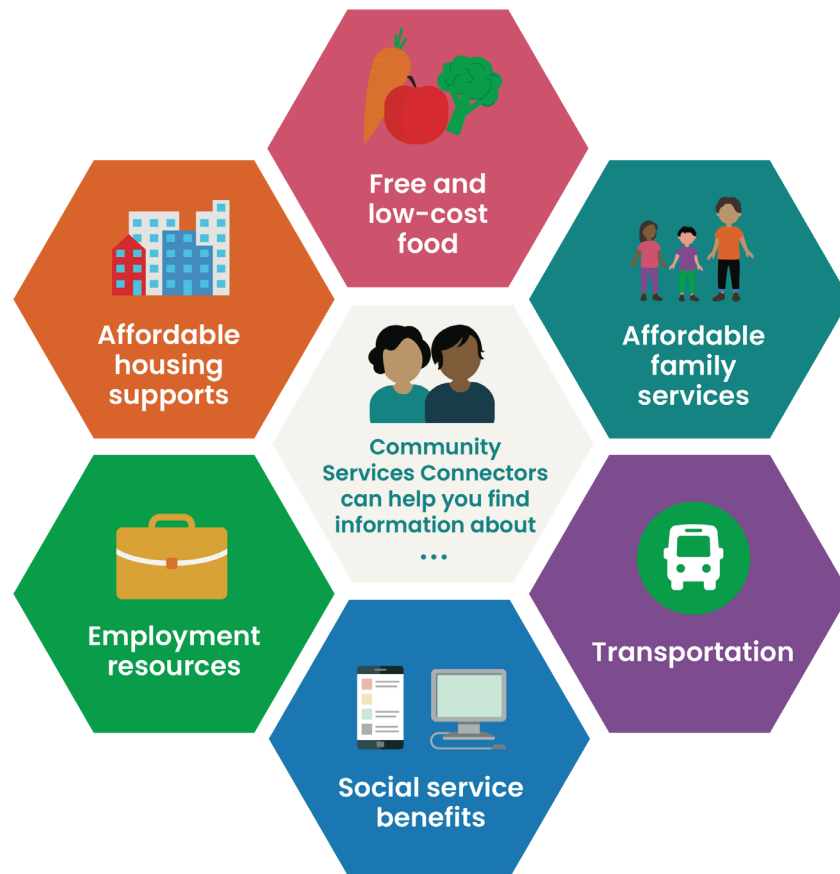 Free and
low-cost
food
Affordable
housing
supports
Affordable
family
services
Community
Services Connectors
can help you find
information about
...
Employment
resources
Transportation
Social service
benefits